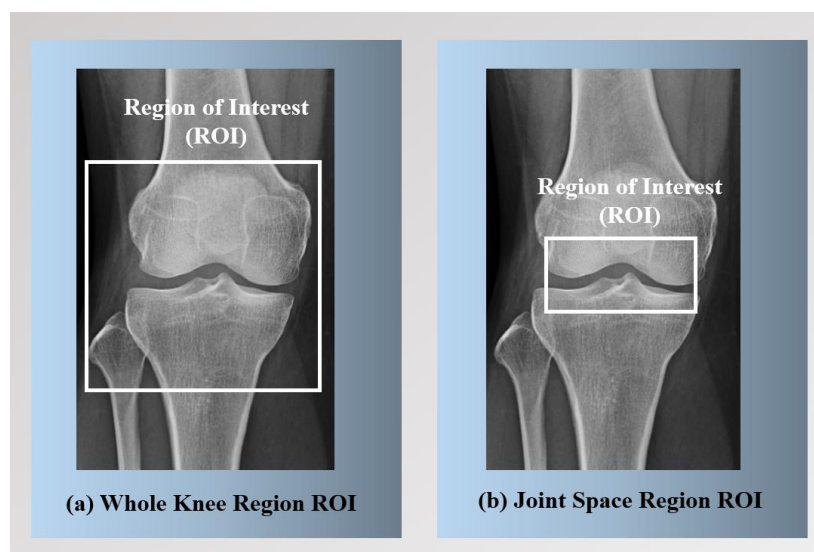 Region of Interest
(ROI)
(a) Whole Knee Region ROI
Region of Interest
(ROI)
(b) Joint Space Region ROI